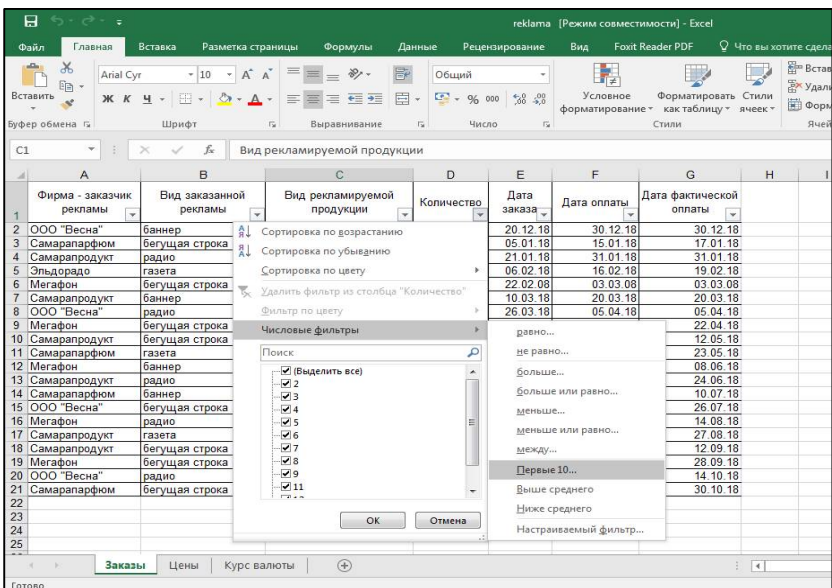 reklama [Режим совместимости] - Excel
Файл Главная Вставка Разметка страницы Формулы Данные Рецензирование Вид Foxit Reader PDF Что вы хотите сдела
Вставить
Arial Cyr 10 Общий
Ж К Ч % 000
Условное форматирование
Форматировать как таблицу
Стили ячеек
Встав
Удали
Форм
Буфер обмена Шрифт Выравнивание Число Стили Ячей
C1 fx Вид рекламируемой продукции
A B C D E F G H I
1 Фирма - заказчик рекламы Вид заказанной рекламы Вид рекламируемой продукции Количество Дата заказа Дата оплаты Дата фактической оплаты
2 ООО "Весна" баннер 20.12.18 30.12.18 30.12.18
3 Самарапарфюм бегущая строка 05.01.18 15.01.18 17.01.18
4 Самарапродукт радио 21.01.18 31.01.18 31.01.18
5 Эльдорадо газета 06.02.18 16.02.18 19.02.18
6 Мегафон бегущая строка 22.02.08 03.03.08 03.03.08
7 Самарапродукт баннер 10.03.18 20.03.18 20.03.18
8 ООО "Весна" радио 26.03.18 05.04.18 05.04.18
9 Мегафон бегущая строка 22.04.18
10 Самарапродукт бегущая строка 12.05.18
11 Самарапарфюм газета 23.05.18
12 Мегафон баннер 08.06.18
13 Самарапродукт радио 24.06.18
14 Самарапарфюм баннер 10.07.18
15 ООО "Весна" бегущая строка 26.07.18
16 Мегафон радио 14.08.18
17 Самарапродукт газета 27.08.18
18 Самарапродукт бегущая строка 12.09.18
19 Мегафон бегущая строка 28.09.18
20 ООО "Весна" радио 14.10.18
21 Самарапарфюм бегущая строка 30.10.18
22
23
24
25
Сортировка по возрастанию
Сортировка по убыванию
Сортировка по цвету
Удалить фильтр из столбца "Количество"
Фильтр по цвету
Числовые фильтры
Поиск
(Выделить все)
2
3
4
5
6
7
8
9
11
ОК Отмена
равно...
не равно...
больше...
больше или равно...
меньше...
меньше или равно...
между...
Первые 10...
Выше среднего
Ниже среднего
Настраиваемый фильтр...
Заказы Цены Курс валюты
Готово